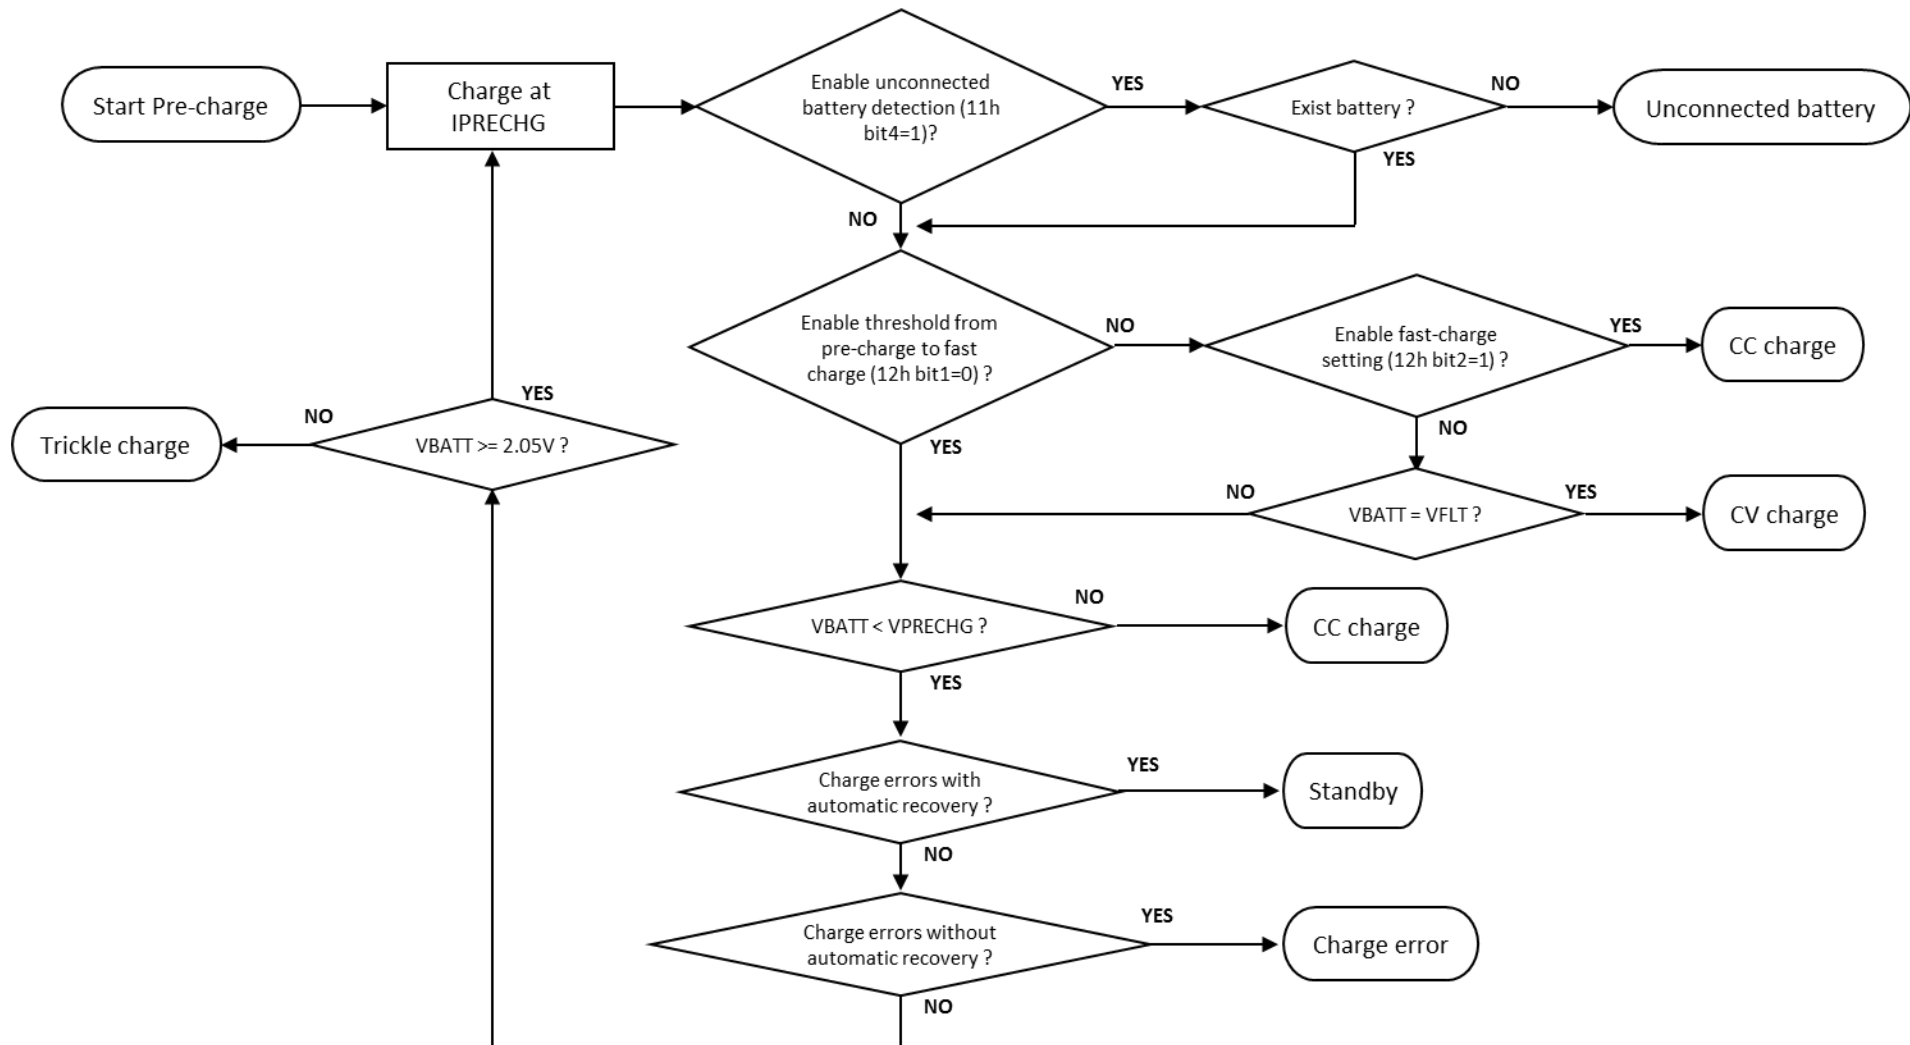 Start Pre-charge
Charge at
IPRECHG
Enable unconnected
battery detection (11h
bit4=1)?
YES
Exist battery ?
NO
Unconnected battery
YES
NO
Enable threshold from
pre-charge to fast
charge (12h bit1=0) ?
NO
Enable fast-charge
setting (12h bit2=1) ?
YES
CC charge
YES
NO
Trickle charge
NO
VBATT >= 2.05V ?
YES
NO
VBATT = VFLT ?
YES
CV charge
VBATT < VPRECHG ?
NO
CC charge
YES
Charge errors with
automatic recovery ?
YES
Standby
NO
Charge errors without
automatic recovery ?
YES
Charge error
NO